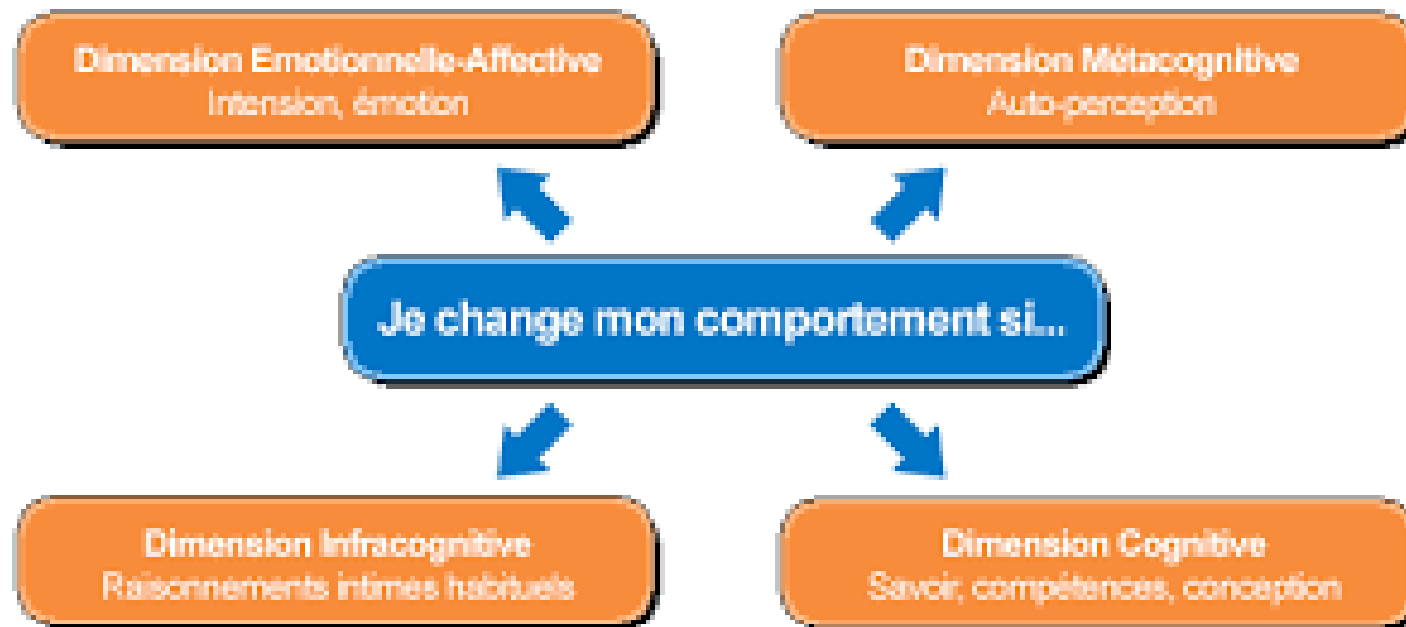 Dimension Emotionnelle-Affective
Intension, émotion
Dimension Métacognitive
Auto-perception
Je change mon comportement si...
Dimension Infracognitive
Raisonnements intimes habituels
Dimension Cognitive
Savoir, compétences, conception